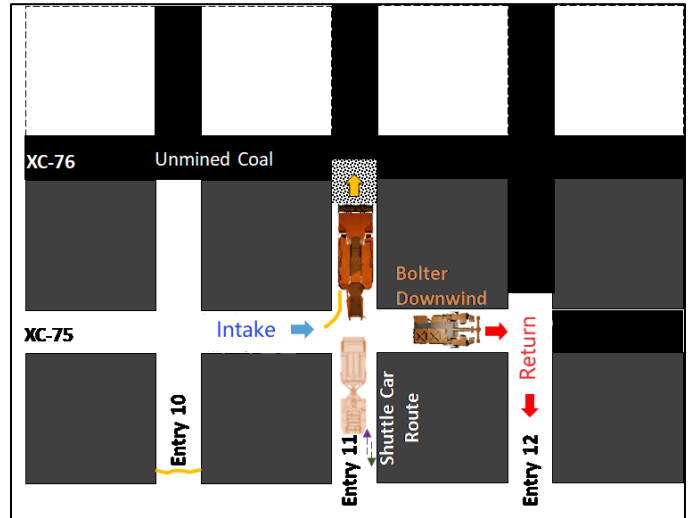 XC-76
Unmined Coal
Bolter
Downwind
Intake
XC-75
Return
Shuttle Car
Route
Entry 10
Entry 11
Entry 12